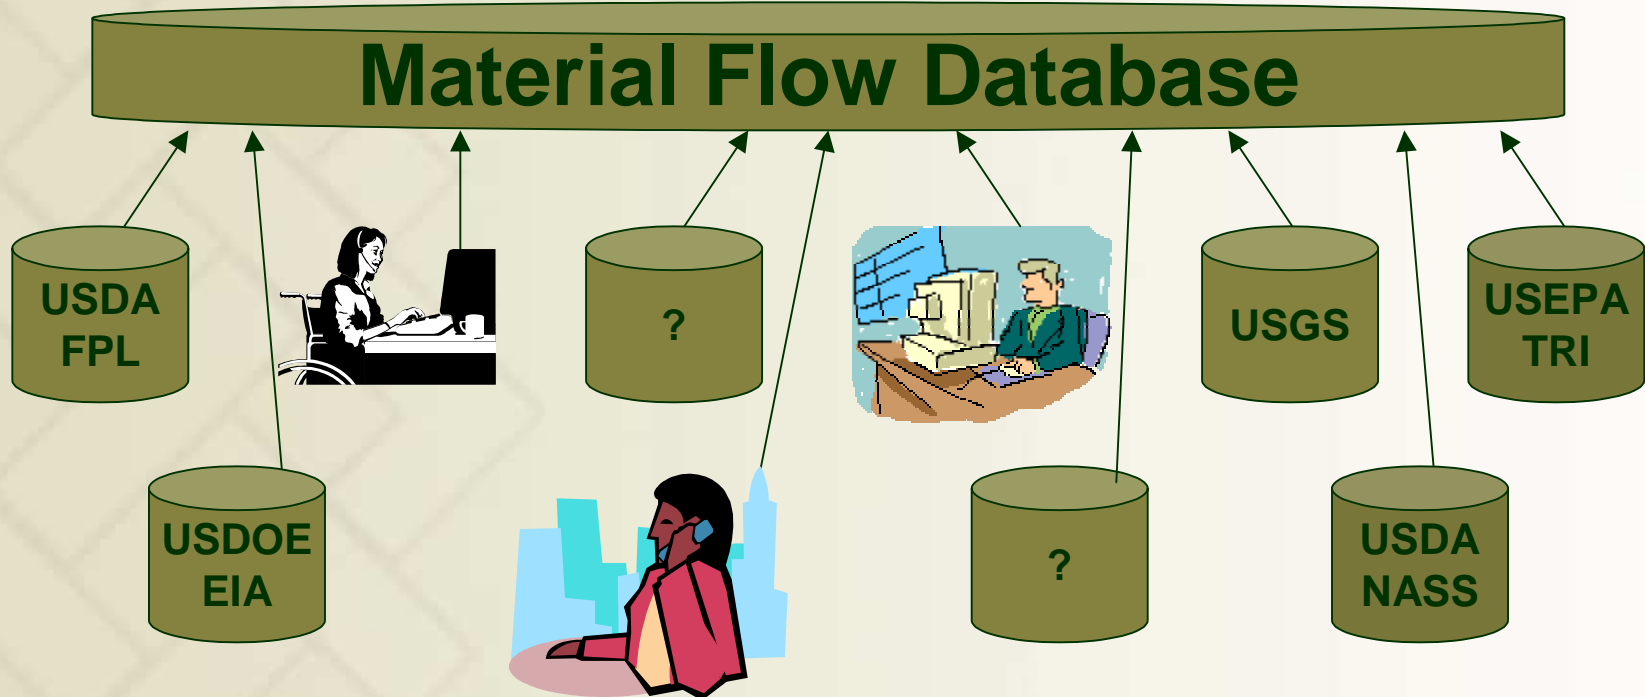 Material Flow Database
USDA
FPL
?
USGS
USEPA
TRI
USDOE
EIA
?
USDA
NASS